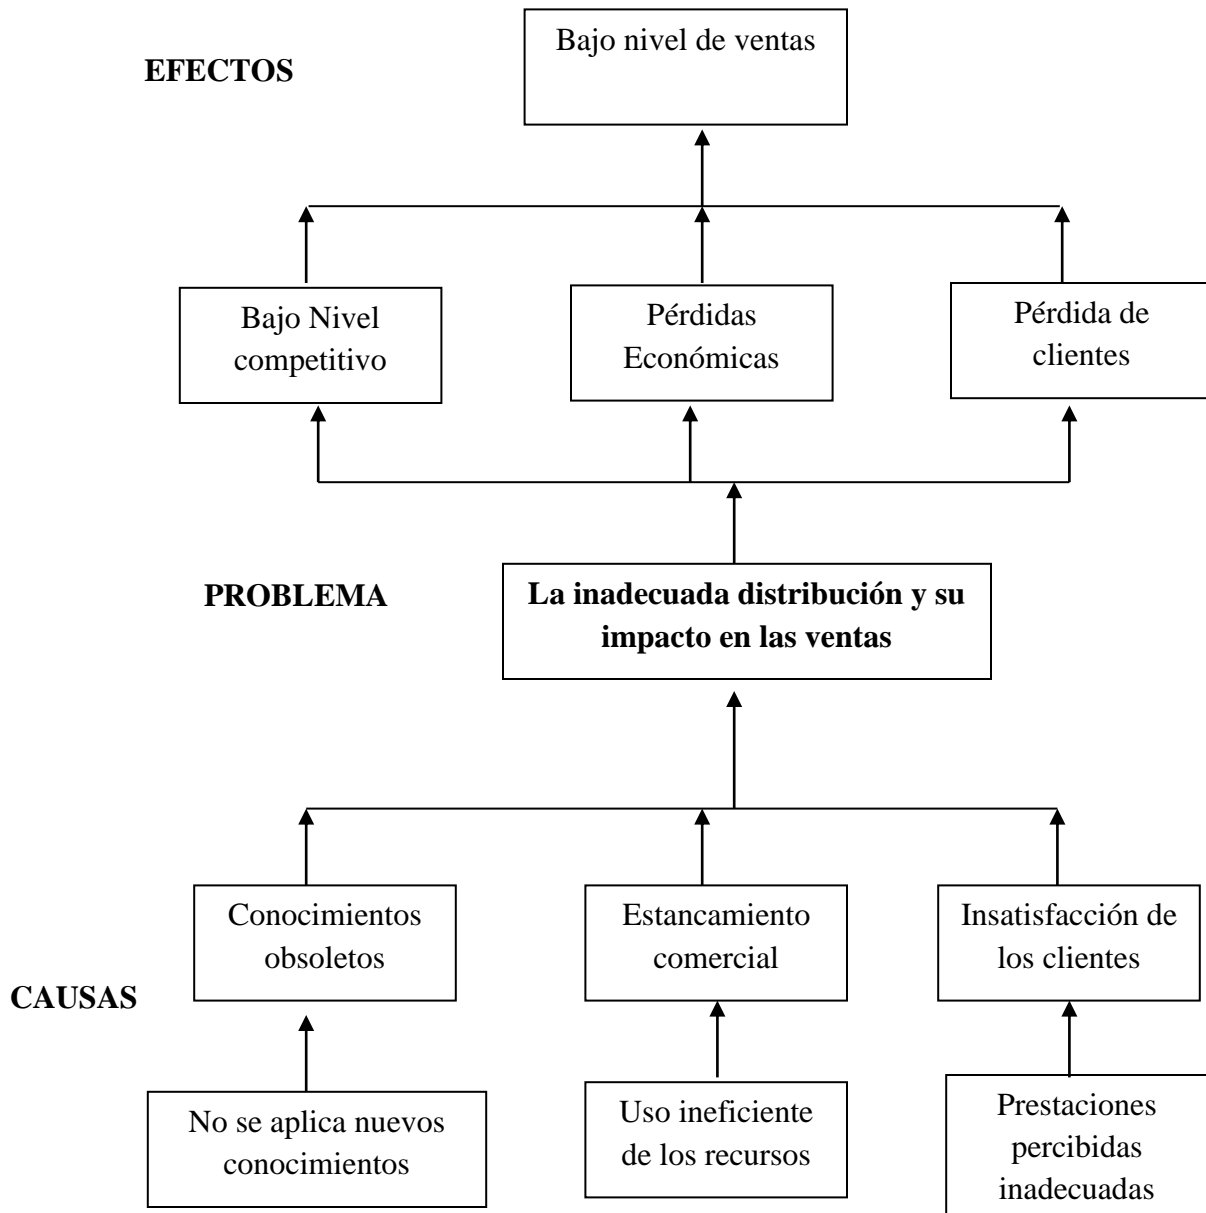 Bajo nivel de ventas
EFECTOS
Bajo Nivel
competitivo
Pérdidas
Económicas
Pérdida de
clientes
PROBLEMA
La inadecuada distribución y su
impacto en las ventas
Conocimientos
obsoletos
Estancamiento
comercial
Insatisfacción de
los clientes
CAUSAS
No se aplica nuevos
conocimientos
Uso ineficiente
de los recursos
Prestaciones
percibidas
inadecuadas